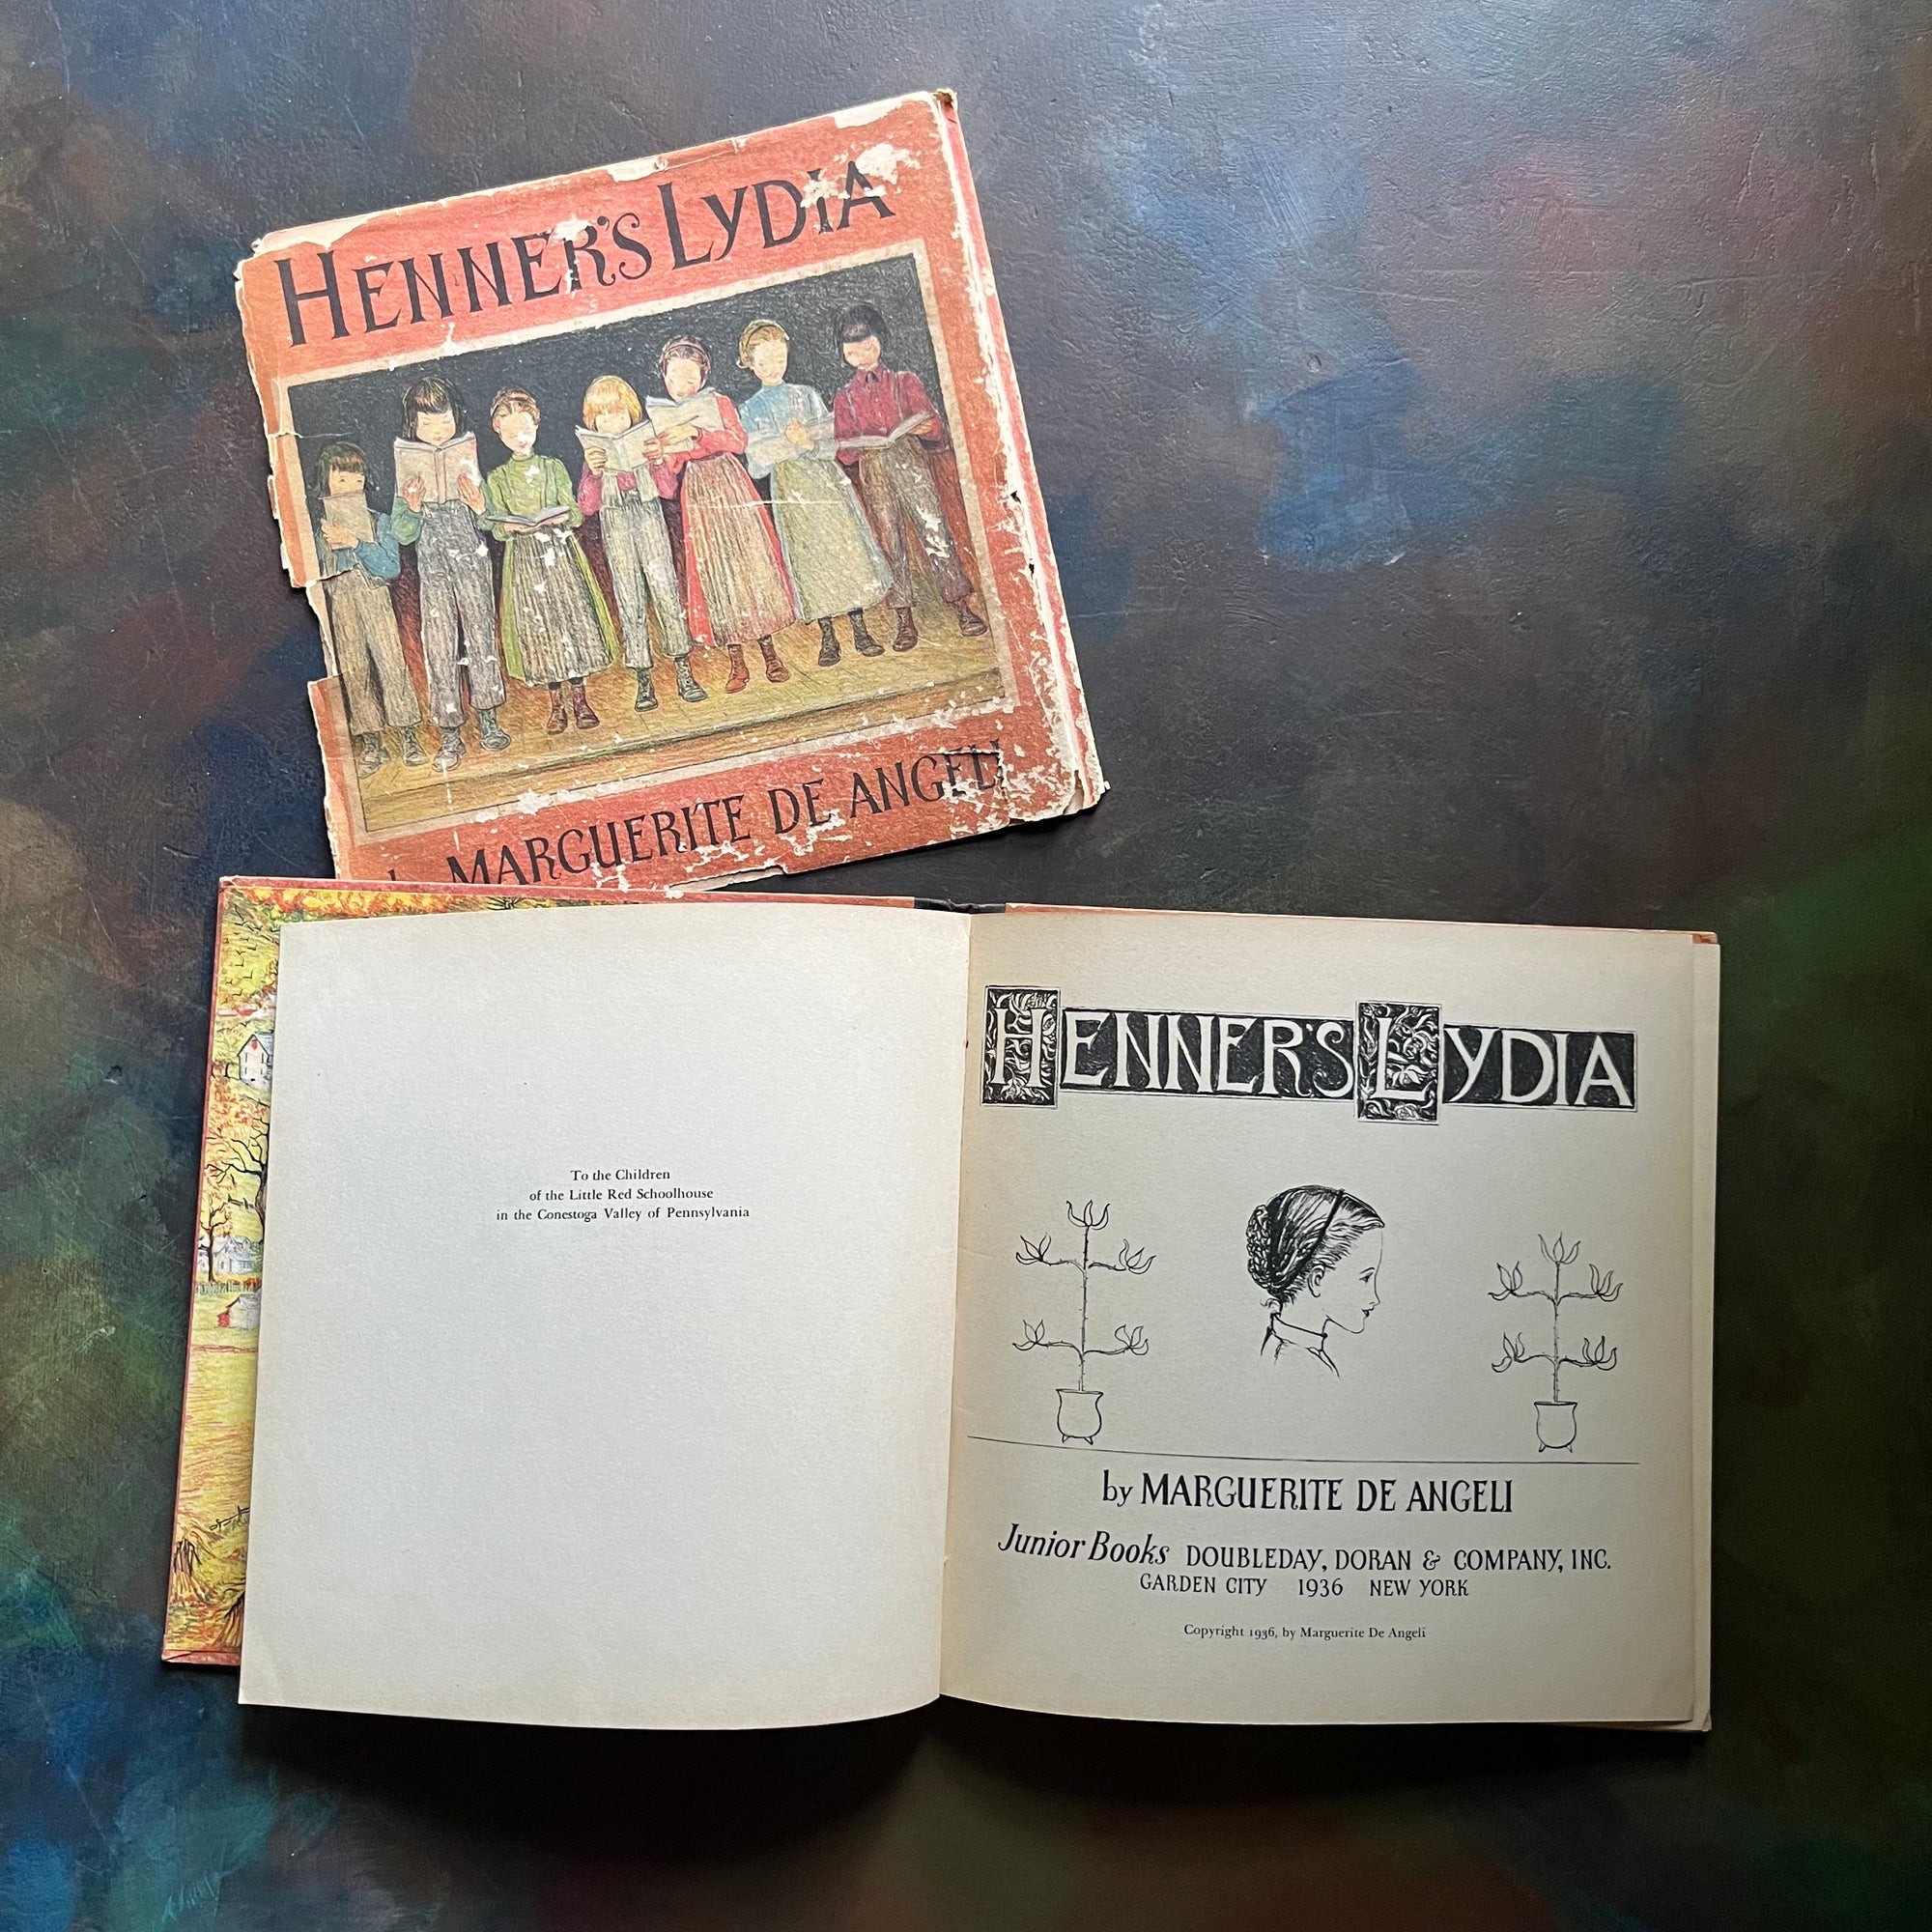 HENNER'S LYDIA
by MARGUERITE DE ANGELI
To the Children
of the Little Red Schoolhouse
in the Conestoga Valley of Pennsylvania
HENNER'S LYDIA
by MARGUERITE DE ANGELI
Junior Books DOUBLEDAY, DORAN & COMPANY, INC.
GARDEN CITY 1936 NEW YORK
Copyright 1936, by Marguerite De Angeli